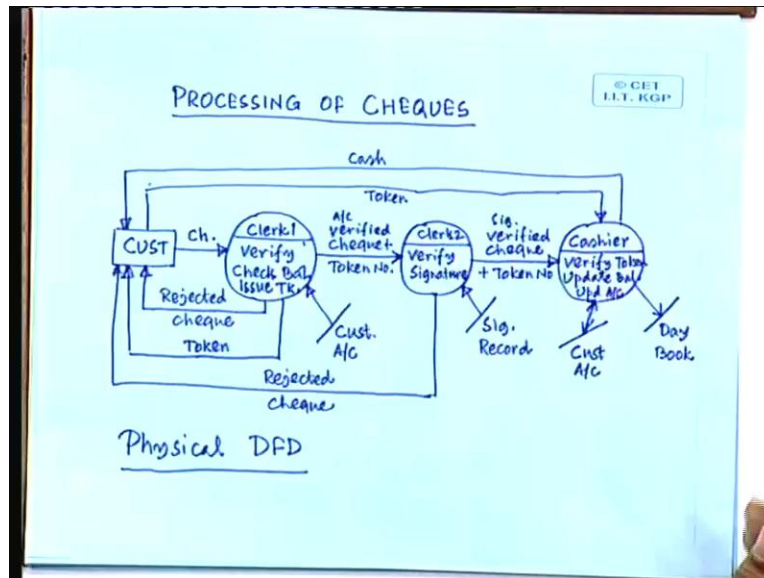 © CET
I.I.T. KGP
PROCESSING OF CHEQUES
Cash
Token
CUST
Ch.
Clerk1
Verify
Check Bal.
Issue TK.
A/C
Verified
Cheque+
Token No.
Clerk2
Verify
Signature
Sig.
Verified
Cheque
+ Token No
Cashier
Verify Token
Update Bal.
Upd A/C
Rejected
Cheque
Token
Cust.
A/C
Sig.
Record
Cust
A/C
Day
Book
Rejected
Cheque
Physical DFD